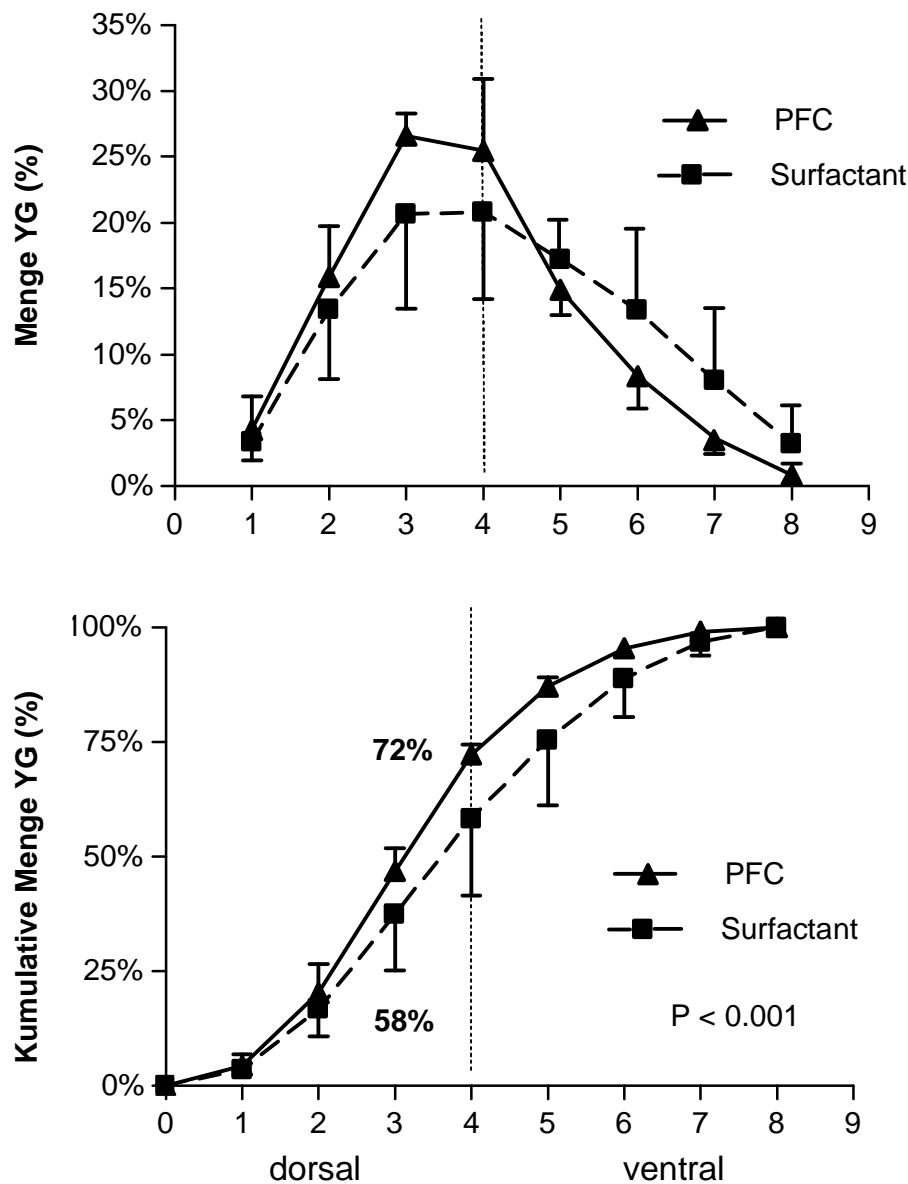 35%
30%
25%
20%
15%
10%
5%
0%
Menge YG (%)
PFC
Surfactant
0 1 2 3 4 5 6 7 8 9
100%
75%
50%
25%
0%
Kumulative Menge YG (%)
72%
58%
PFC
Surfactant
P < 0.001
0 1 2 3 4 5 6 7 8 9
dorsal ventral